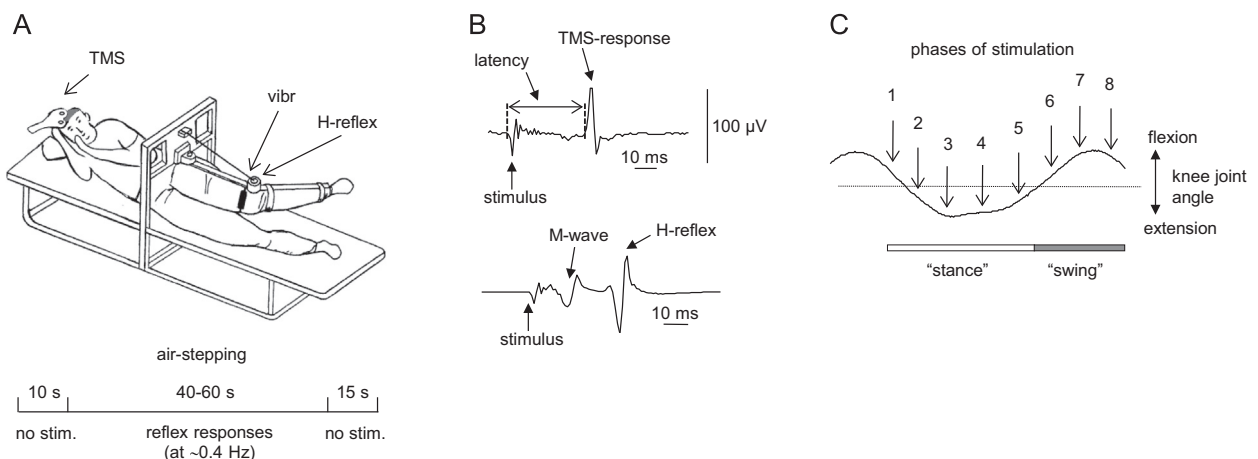 A
TMS
vibr
H-reflex
air-stepping
10 s
40-60 s
15 s
no stim.
reflex responses
(at ~0.4 Hz)
no stim.
B
TMS-response
latency
100 µV
10 ms
stimulus
M-wave
H-reflex
10 ms
stimulus
C
phases of stimulation
1
2
3
4
5
6
7
8
flexion
knee joint
angle
extension
“stance”
“swing”